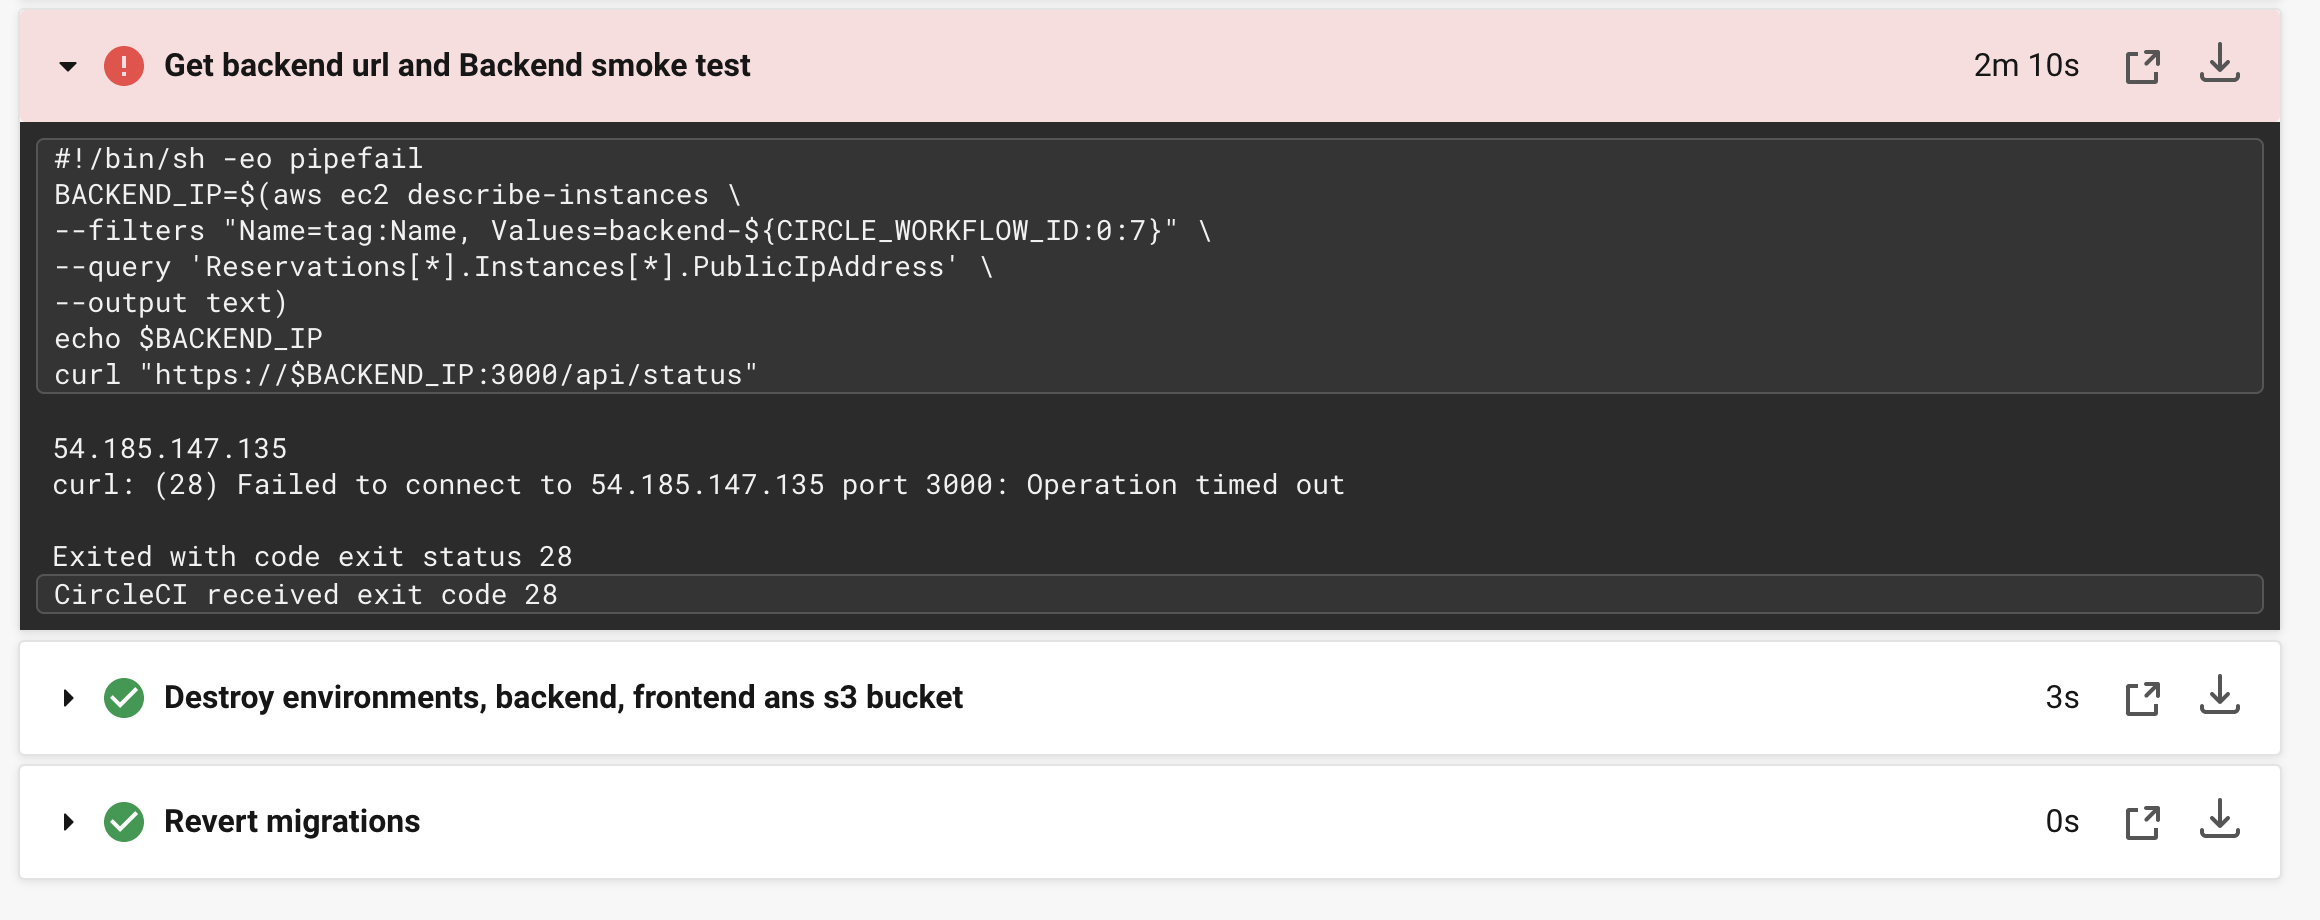 Get backend url and Backend smoke test
2m 10s
#!/bin/sh -eo pipefail
BACKEND_IP=$(aws ec2 describe-instances \
--filters "Name=tag:Name, Values=backend-${CIRCLE_WORKFLOW_ID:0:7}" \
--query 'Reservations[*].Instances[*].PublicIpAddress' \
--output text)
echo $BACKEND_IP
curl "https://$BACKEND_IP:3000/api/status"
54.185.147.135
curl: (28) Failed to connect to 54.185.147.135 port 3000: Operation timed out
Exited with code exit status 28
CircleCI received exit code 28
Destroy environments, backend, frontend ans s3 bucket
3s
Revert migrations
0s